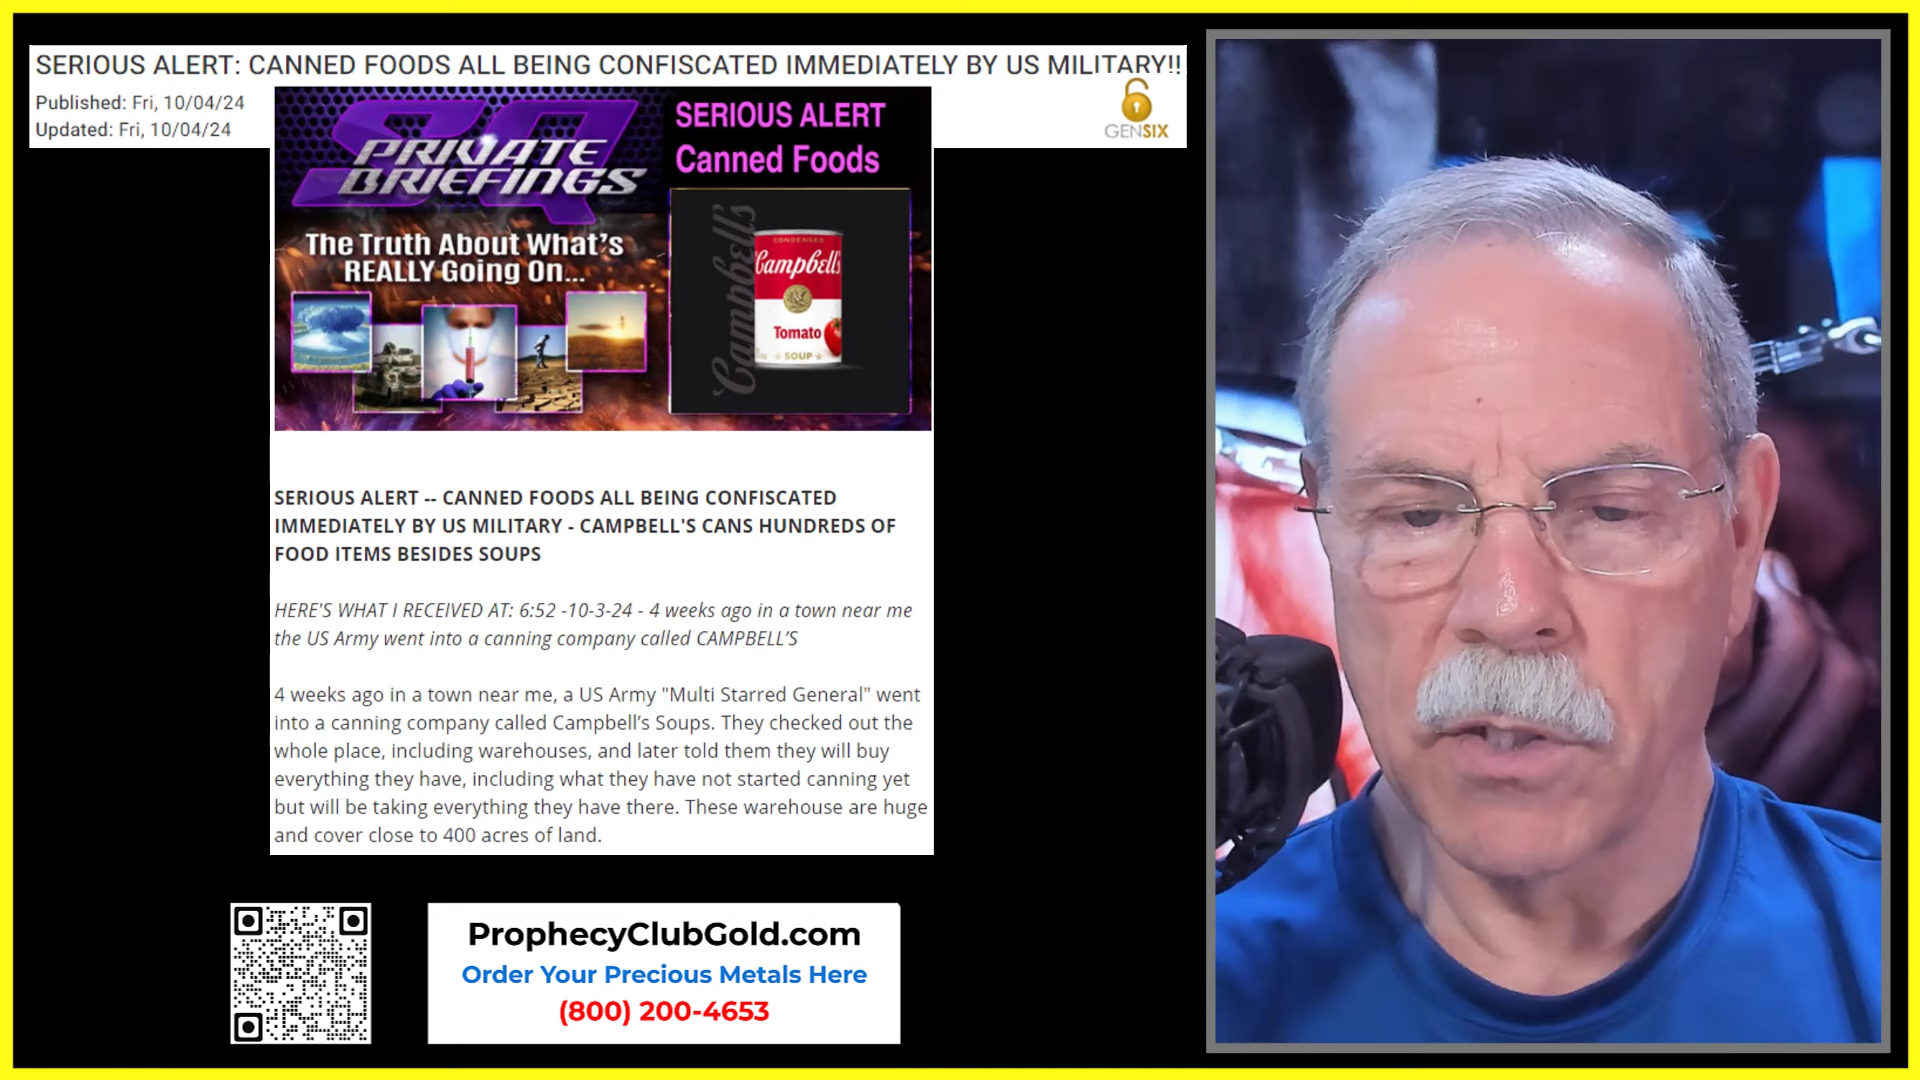 SERIOUS ALERT: CANNED FOODS ALL BEING CONFISCATED IMMEDIATELY BY US MILITARY!!
Published: Fri, 10/04/24
Updated: Fri, 10/04/24
GENSIX
SQ
PRIVATE
BRIEFINGS
The Truth About What's
REALLY Going On...
SERIOUS ALERT
Canned Foods
Campbell's
CONDENSED
Campbell's
Tomato
SOUP
SERIOUS ALERT -- CANNED FOODS ALL BEING CONFISCATED
IMMEDIATELY BY US MILITARY - CAMPBELL'S CANS HUNDREDS OF
FOOD ITEMS BESIDES SOUPS
HERE'S WHAT I RECEIVED AT: 6:52 -10-3-24 - 4 weeks ago in a town near me
the US Army went into a canning company called CAMPBELL’S
4 weeks ago in a town near me, a US Army "Multi Starred General" went
into a canning company called Campbell’s Soups. They checked out the
whole place, including warehouses, and later told them they will buy
everything they have, including what they have not started canning yet
but will be taking everything they have there. These warehouse are huge
and cover close to 400 acres of land.
ProphecyClubGold.com
Order Your Precious Metals Here
(800) 200-4653